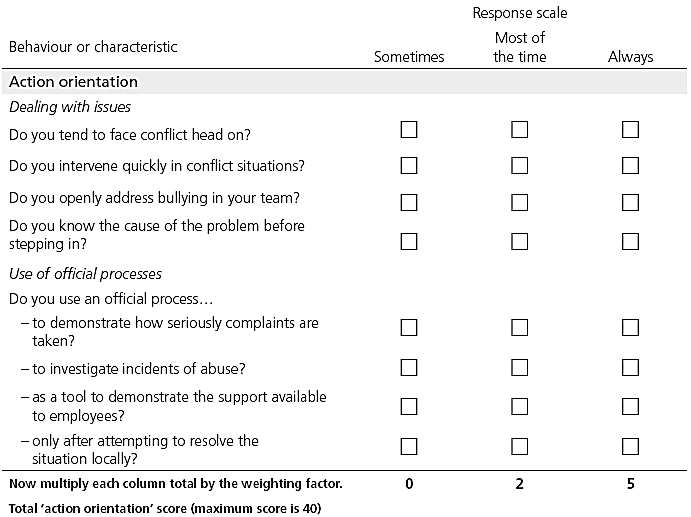 Response scale
Behaviour or characteristic
Sometimes
Most of
the time
Always
Action orientation
Dealing with issues
Do you tend to face conflict head on?
Do you intervene quickly in conflict situations?
Do you openly address bullying in your team?
Do you know the cause of the problem before
stepping in?
Use of official processes
Do you use an official process…
– to demonstrate how seriously complaints are
taken?
– to investigate incidents of abuse?
– as a tool to demonstrate the support available
to employees?
– only after attempting to resolve the
situation locally?
Now multiply each column total by the weighting factor. 0 2 5
Total ‘action orientation’ score (maximum score is 40)